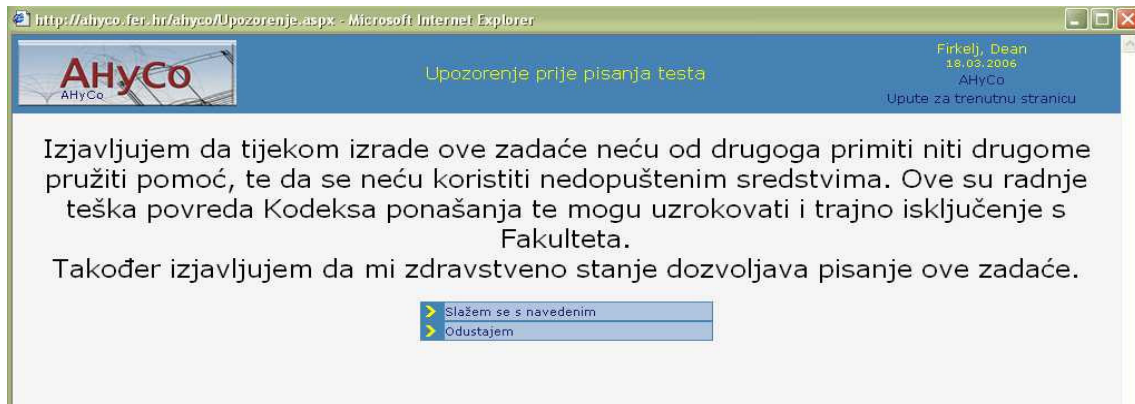 http://ahyco.fer.hr/ahyco/Upozorenje.aspx - Microsoft Internet Explorer
AHyCo
AHyCo
Upozorenje prije pisanja testa
Firkelj, Dean
18.03.2006
AHyCo
Upute za trenutnu stranicu
Izjavljujem da tijekom izrade ove zadaće neću od drugoga primiti niti drugome
pružiti pomoć, te da se neću koristiti nedopuštenim sredstvima. Ove su radnje
teška povreda Kodeksa ponašanja te mogu uzrokovati i trajno isključenje s
Fakulteta.
Također izjavljujem da mi zdravstveno stanje dozvoljava pisanje ove zadaće.
Slažem se s navedenim
Odustajem